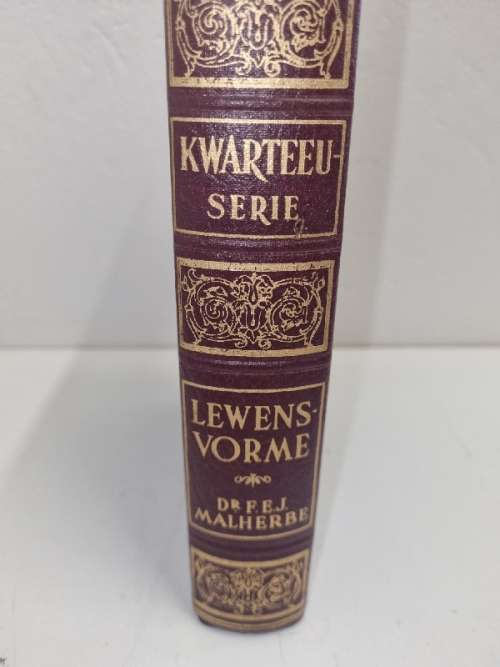 KWARTEEU-
SERIE
LEWENS-
VORME
DR. F.E.J.
MALHERBE